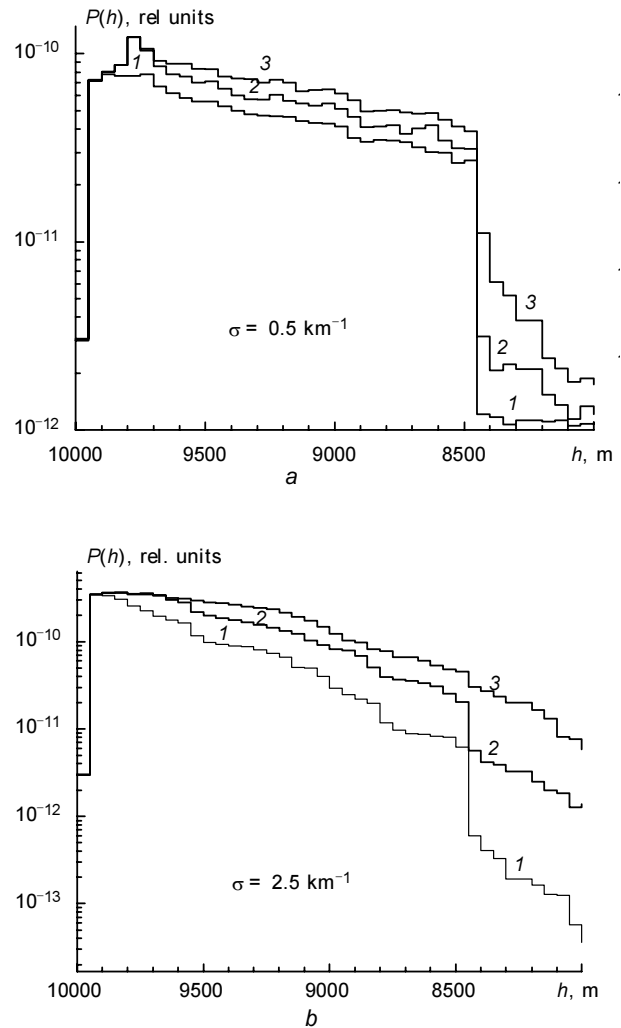 P(h), rel units
10⁻¹⁰
1
2
3
10⁻¹¹
σ = 0.5 km⁻¹
3
2
1
10⁻¹²
10000 9500 9000 8500 h, m
a
P(h), rel. units
10⁻¹⁰
1
2
3
10⁻¹¹
2
10⁻¹²
1
10⁻¹³
σ = 2.5 km⁻¹
10000 9500 9000 8500 h, m
b